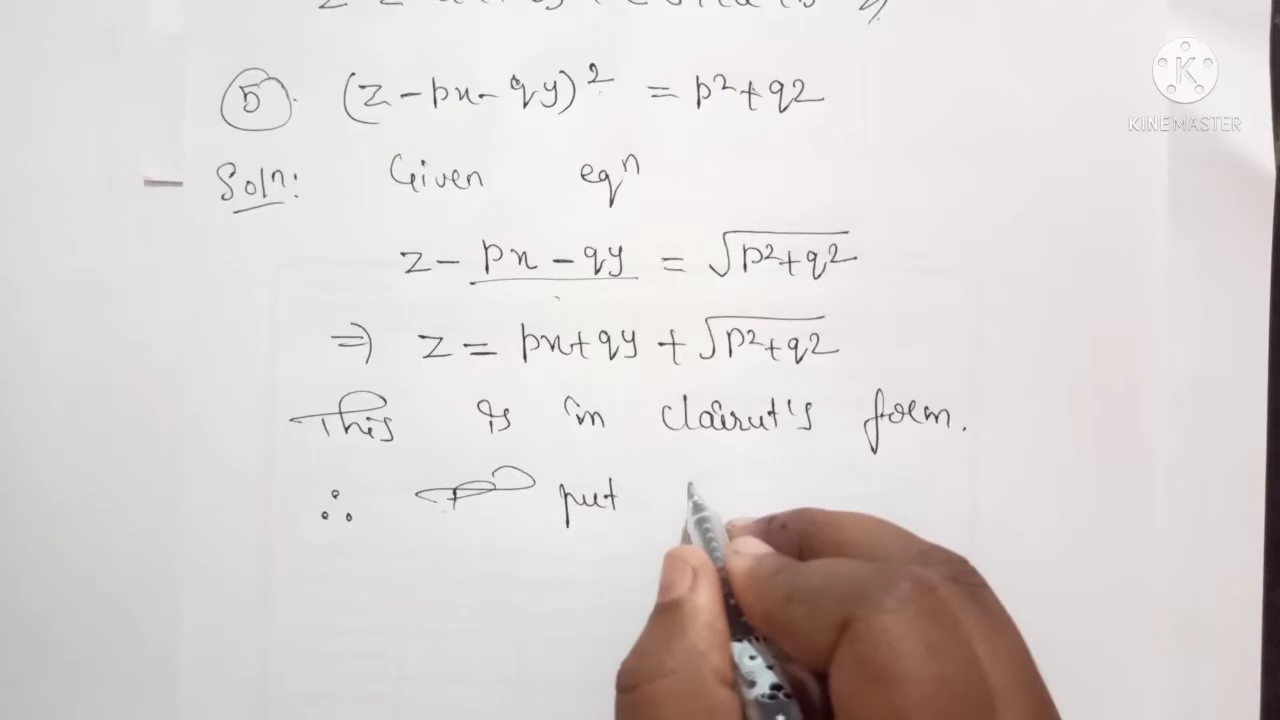 5. (z-px-qy)² = p²+q2
Soln: Given eqⁿ
z-px-qy = √p²+q2
⇒ z = px+qy + √p²+q2
This is in clairut's form.
∴ put
K
KINEMASTER